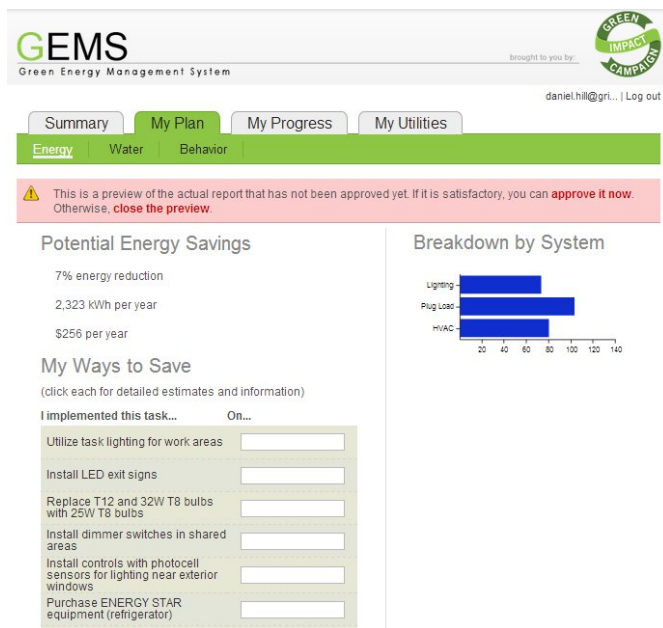 GEMS
Green Energy Management System
brought to you by:
GREEN
IMPACT
CAMPAIGN
daniel.hill@gri... | Log out
Summary My Plan My Progress My Utilities
Energy Water Behavior
This is a preview of the actual report that has not been approved yet. If it is satisfactory, you can approve it now.
Otherwise, close the preview.
Potential Energy Savings
7% energy reduction
2,323 kWh per year
$256 per year
My Ways to Save
(click each for detailed estimates and information)
I implemented this task... On...
Utilize task lighting for work areas
Install LED exit signs
Replace T12 and 32W T8 bulbs
with 25W T8 bulbs
Install dimmer switches in shared
areas
Install controls with photocell
sensors for lighting near exterior
windows
Purchase ENERGY STAR
equipment (refrigerator)
Breakdown by System
Lighting
Plug Load
HVAC
20 40 60 80 100 120 140